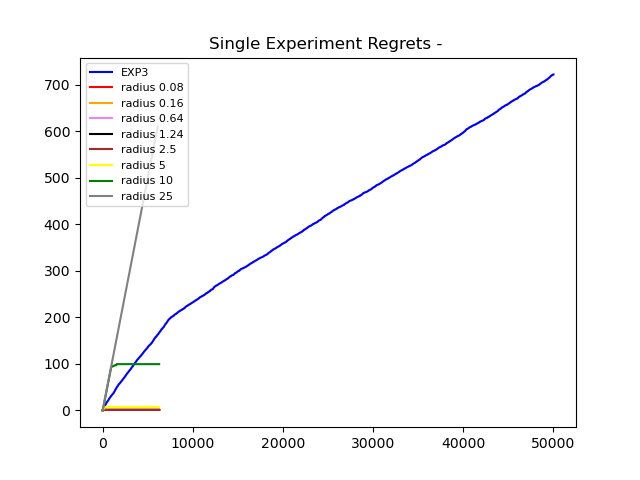 Single Experiment Regrets -
EXP3
radius 0.08
radius 0.16
radius 0.64
radius 1.24
radius 2.5
radius 5
radius 10
radius 25
700
600
500
400
300
200
100
0
0 10000 20000 30000 40000 50000